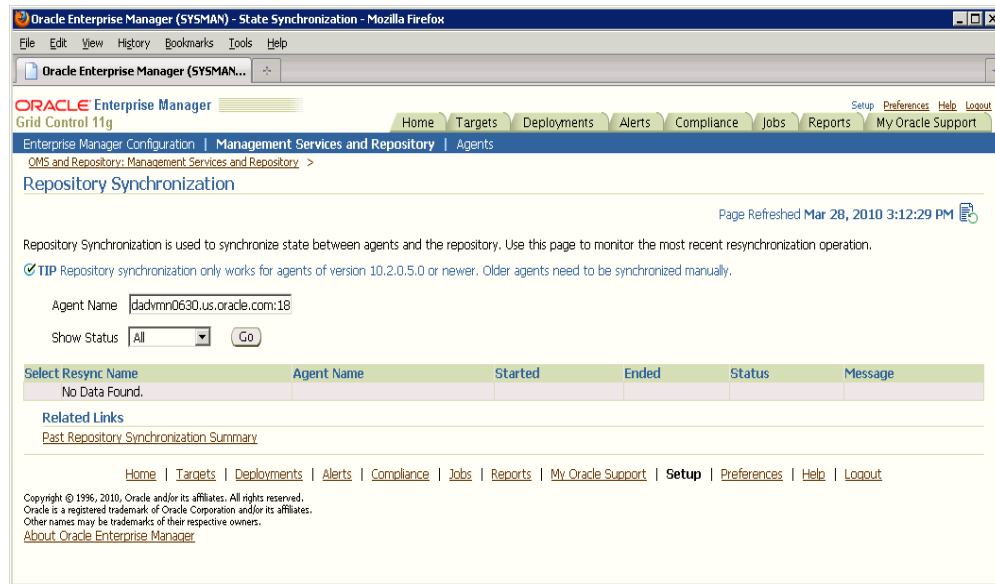 Oracle Enterprise Manager (SYSMAN) - State Synchronization - Mozilla Firefox
File Edit View History Bookmarks Tools Help
Oracle Enterprise Manager (SYSMAN...
ORACLE Enterprise Manager
Grid Control 11g
Setup Preferences Help Logout
Home Targets Deployments Alerts Compliance Jobs Reports My Oracle Support
Enterprise Manager Configuration | Management Services and Repository | Agents
OMS and Repository: Management Services and Repository >
Repository Synchronization
Page Refreshed Mar 28, 2010 3:12:29 PM
Repository Synchronization is used to synchronize state between agents and the repository. Use this page to monitor the most recent resynchronization operation.
TIP Repository synchronization only works for agents of version 10.2.0.5.0 or newer. Older agents need to be synchronized manually.
Agent Name dadvmn0630.us.oracle.com:18
Show Status All Go
Select Resync Name Agent Name Started Ended Status Message
No Data Found.
Related Links
Past Repository Synchronization Summary
Home | Targets | Deployments | Alerts | Compliance | Jobs | Reports | My Oracle Support | Setup | Preferences | Help | Logout
Copyright © 1996, 2010, Oracle and/or its affiliates. All rights reserved.
Oracle is a registered trademark of Oracle Corporation and/or its affiliates.
Other names may be trademarks of their respective owners.
About Oracle Enterprise Manager